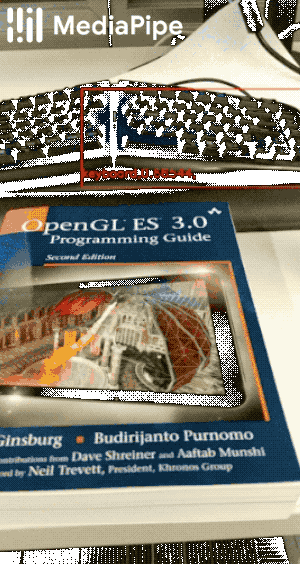 MediaPipe
OpenGL ES 3.0
Programming Guide
Second Edition
Ginsburg ▪ Budirijanto Purnomo
contributions from Dave Shreiner and Aaftab Munshi
by Neil Trevett, President, Khronos Group